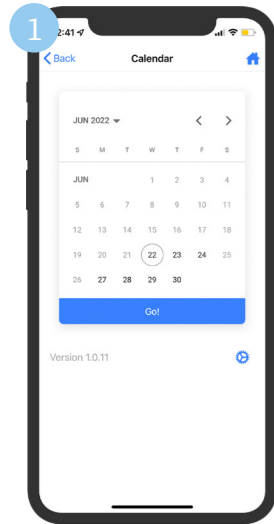 1
2:41
Back Calendar
JUN 2022
S M T W T F S
JUN 1 2 3 4
5 6 7 8 9 10 11
12 13 14 15 16 17 18
19 20 21 22 23 24 25
26 27 28 29 30
Go!
Version 1.0.11